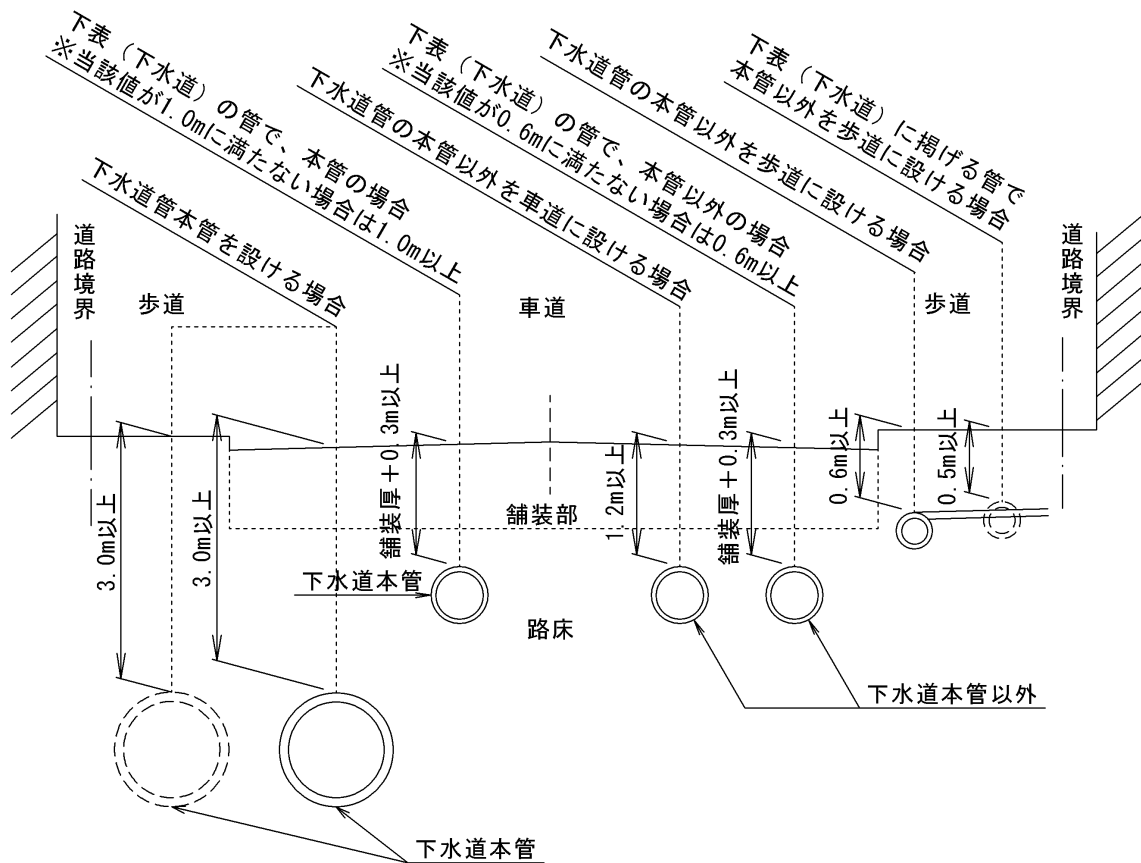 下表（下水道）の管で、本管の場合
※当該値が1.0mに満たない場合は1.0m以上
下水道管本管を設ける場合
下水道管の本管以外を車道に設ける場合
下表（下水道）の管で、本管以外の場合
※当該値が0.6mに満たない場合は0.6m以上
下水道管の本管以外を歩道に設ける場合
下表（下水道）に掲げる管で
本管以外を歩道に設ける場合
道路境界
歩道
車道
歩道
道路境界
3.0m以上
3.0m以上
舗装厚＋0.3m以上
1.2m以上
舗装厚＋0.3m以上
0.6m以上
0.5m以上
舗装部
下水道本管
路床
下水道本管以外
下水道本管